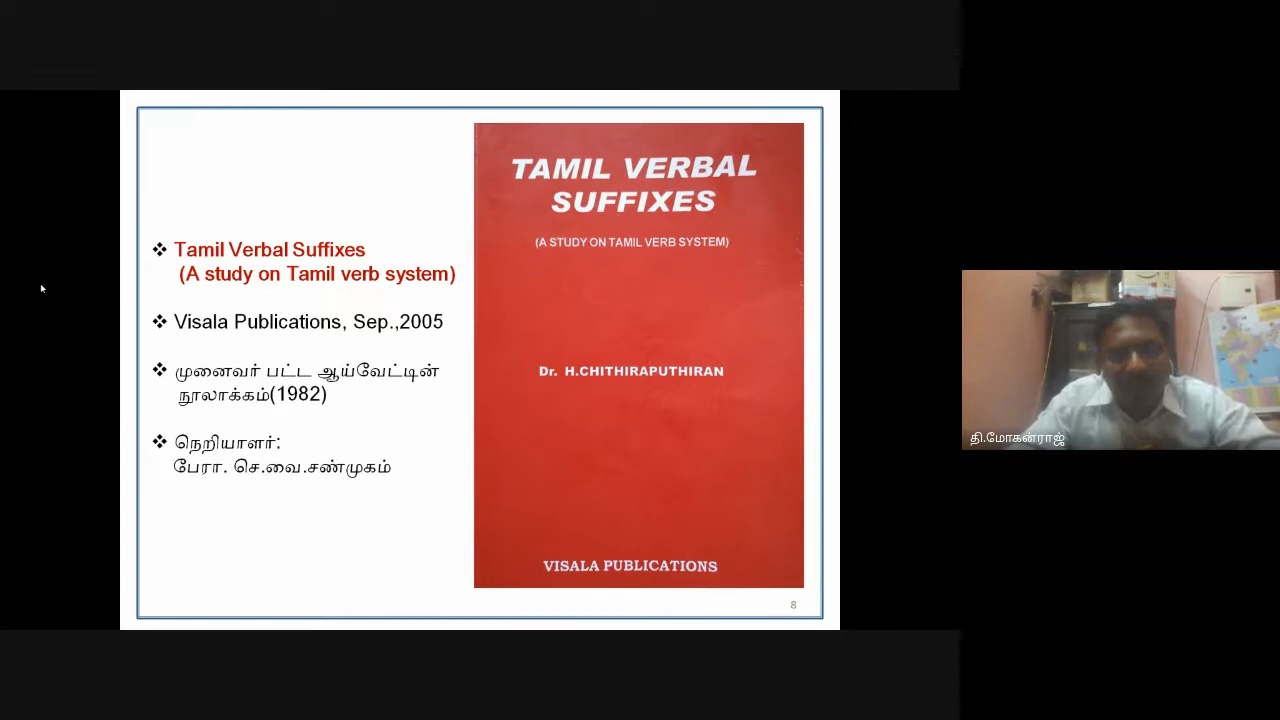 ❖ Tamil Verbal Suffixes
(A study on Tamil verb system)
❖ Visala Publications, Sep.,2005
❖ முனைவர் பட்ட ஆய்வேட்டின்
நூலாக்கம்(1982)
❖ நெறியாளர்:
பேரா. செ.வை.சண்முகம்
TAMIL VERBAL
SUFFIXES
(A STUDY ON TAMIL VERB SYSTEM)
Dr. H.CHITHIRAPUTHIRAN
VISALA PUBLICATIONS
8
தி.மோகன்ராஜ்